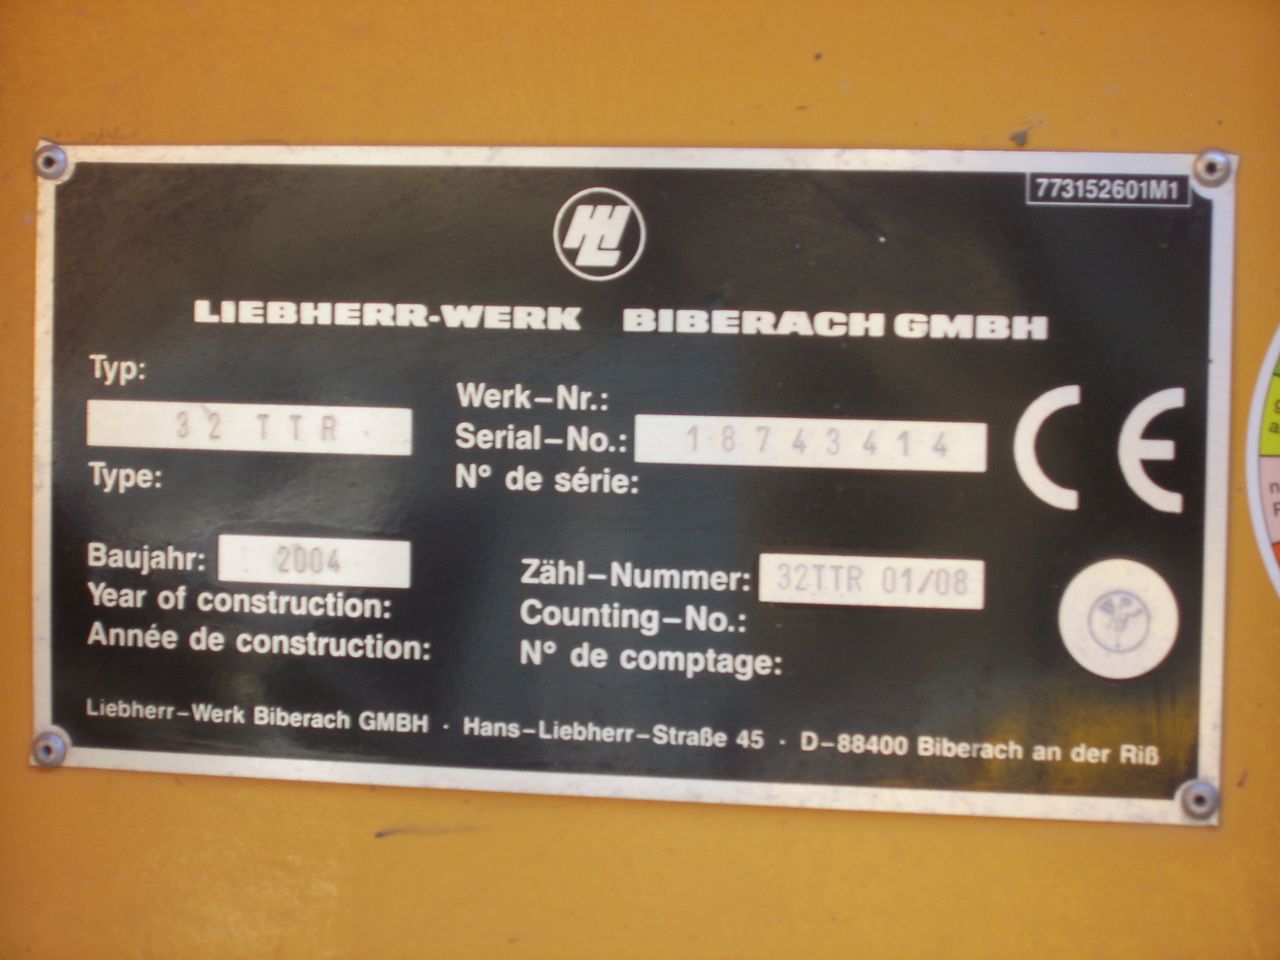 773152601M1
LIEBHERR-WERK BIBERACH GMBH
Typ:
32 TTR
Type:
Werk-Nr.:
Serial-No.: 18743414
N° de série:
CE
Baujahr: 2004
Year of construction:
Année de construction:
Zähl-Nummer: 32TTR 01/08
Counting-No.:
N° de comptage:
Liebherr-Werk Biberach GMBH · Hans-Liebherr-Straße 45 · D-88400 Biberach an der Riß